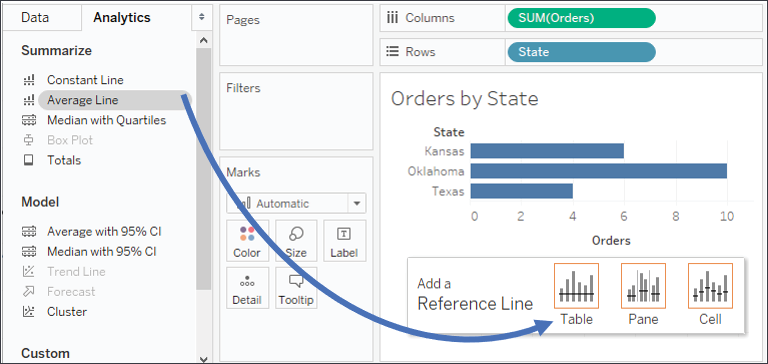 Data
Analytics
Summarize
Constant Line
Average Line
Median with Quartiles
Box Plot
Totals
Model
Average with 95% CI
Median with 95% CI
Trend Line
Forecast
Cluster
Custom
Pages
Filters
Marks
Automatic
Color
Size
Label
Detail
Tooltip
Columns
SUM(Orders)
Rows
State
Orders by State
State
Kansas
Oklahoma
Texas
0 2 4 6 8 10
Orders
Add a
Reference Line
Table
Pane
Cell